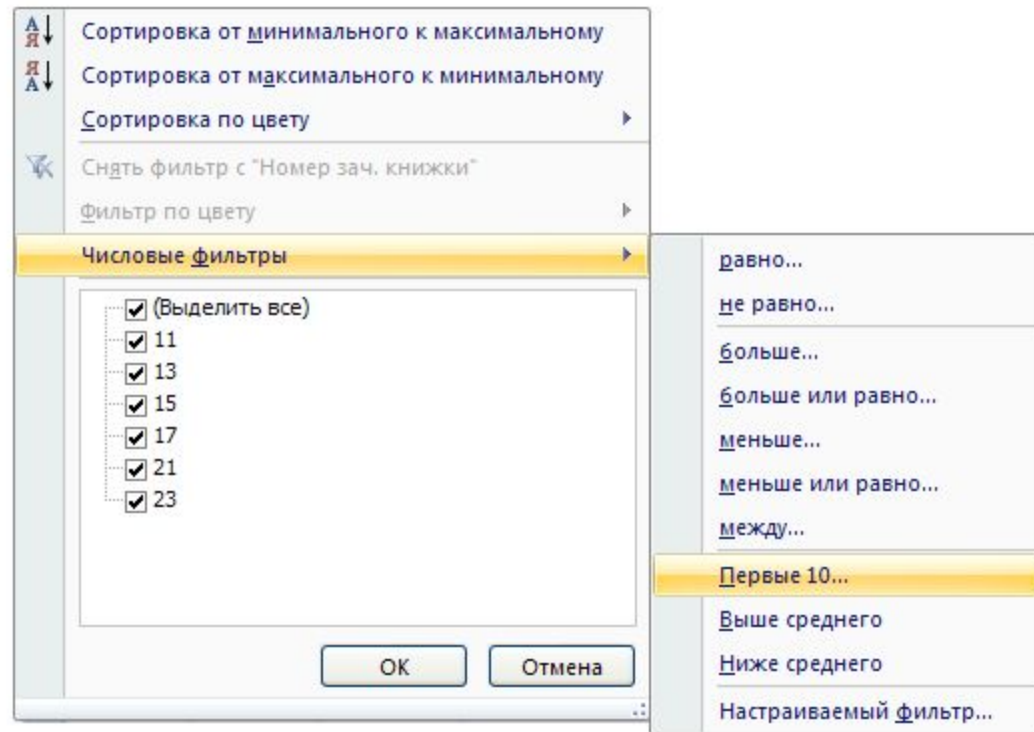 Сортировка от минимального к максимальному
Сортировка от максимального к минимальному
Сортировка по цвету
Снять фильтр с "Номер зач. книжки"
Фильтр по цвету
Числовые фильтры
(Выделить все)
11
13
15
17
21
23
ОК
Отмена
равно...
не равно...
больше...
больше или равно...
меньше...
меньше или равно...
между...
Первые 10...
Выше среднего
Ниже среднего
Настраиваемый фильтр...